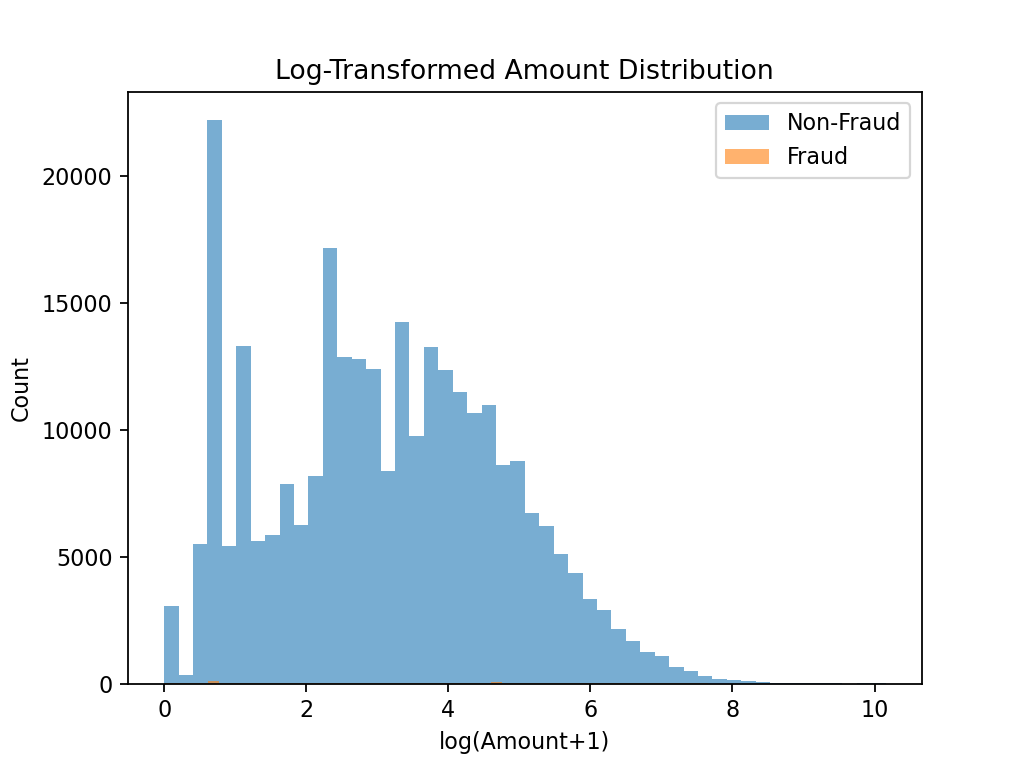 Log-Transformed Amount Distribution
Non-Fraud
Fraud
20000
15000
10000
5000
0
Count
0 2 4 6 8 10
log(Amount+1)